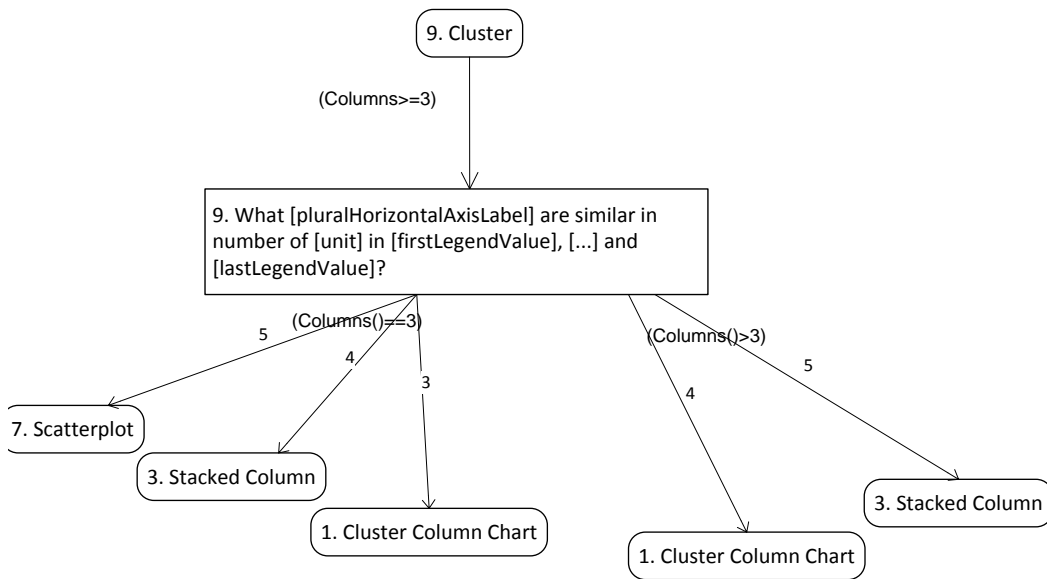 9. Cluster
(Columns>=3)
9. What [pluralHorizontalAxisLabel] are similar in
number of [unit] in [firstLegendValue], [...] and
[lastLegendValue]?
(Columns()==3)
(Columns()>3)
5
4
3
4
5
7. Scatterplot
3. Stacked Column
1. Cluster Column Chart
1. Cluster Column Chart
3. Stacked Column